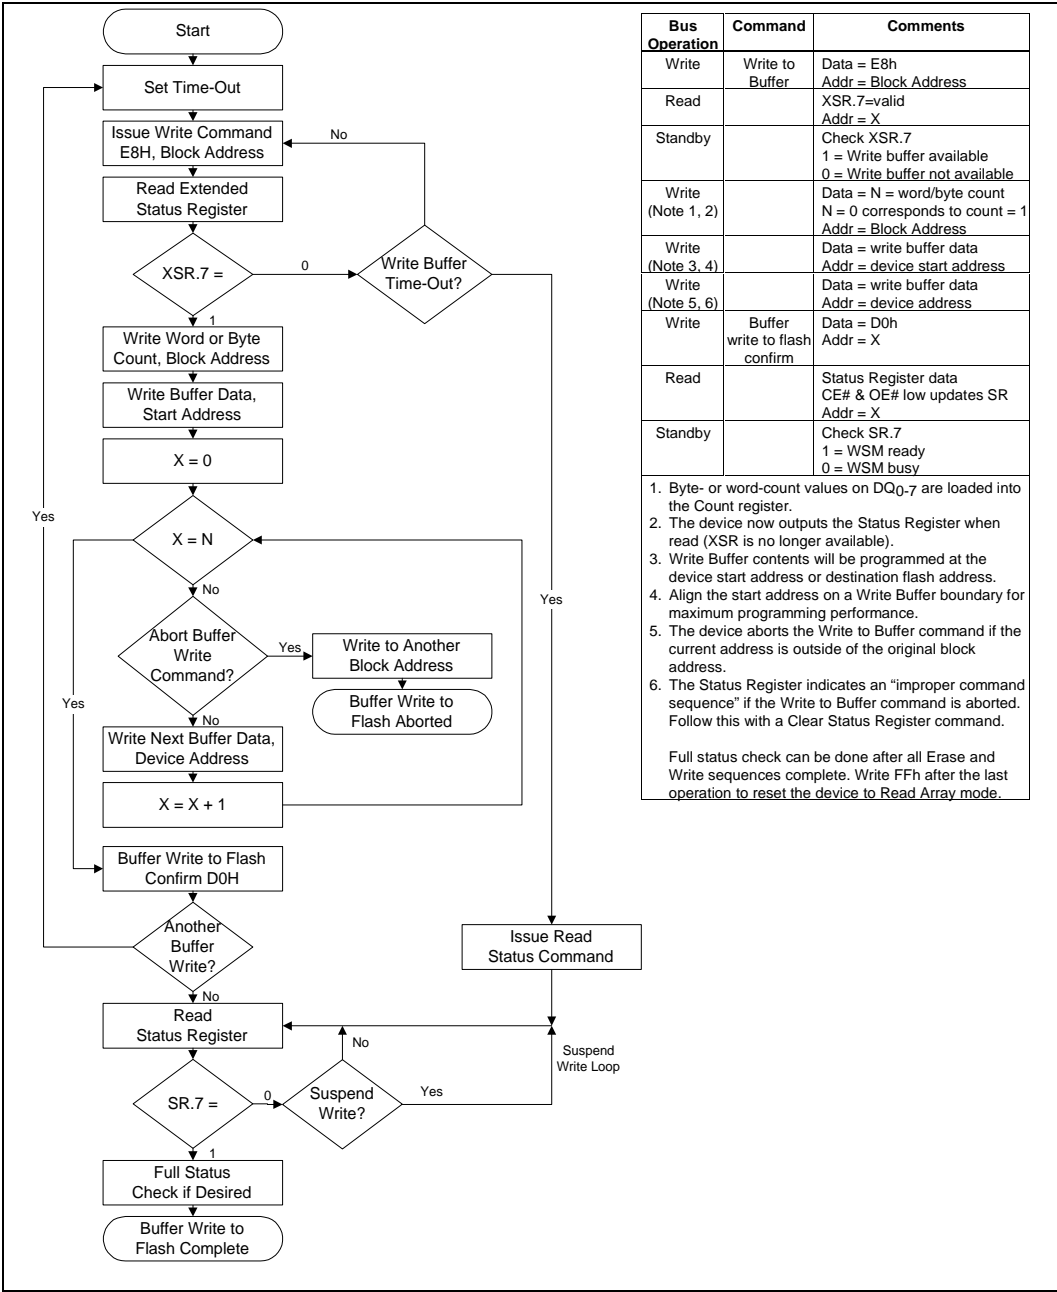 Start
Set Time-Out
Issue Write Command
E8H, Block Address
No
Read Extended
Status Register
XSR.7 =
0
Write Buffer
Time-Out?
1
Write Word or Byte
Count, Block Address
Write Buffer Data,
Start Address
X = 0
Yes
X = N
No
Yes
Abort Buffer
Write
Command?
Yes
Write to Another
Block Address
Buffer Write to
Flash Aborted
Yes
No
Write Next Buffer Data,
Device Address
X = X + 1
Buffer Write to Flash
Confirm D0H
Another
Buffer
Write?
Issue Read
Status Command
No
Read
Status Register
No
Suspend
Write Loop
SR.7 =
0
Suspend
Write?
Yes
1
Full Status
Check if Desired
Buffer Write to
Flash Complete
Bus
Operation
Command
Comments
Write
Write to
Buffer
Data = E8h
Addr = Block Address
Read
XSR.7=valid
Addr = X
Standby
Check XSR.7
1 = Write buffer available
0 = Write buffer not available
Write
(Note 1, 2)
Data = N = word/byte count
N = 0 corresponds to count = 1
Addr = Block Address
Write
(Note 3, 4)
Data = write buffer data
Addr = device start address
Write
(Note 5, 6)
Data = write buffer data
Addr = device address
Write
Buffer
write to flash
confirm
Data = D0h
Addr = X
Read
Status Register data
CE# & OE# low updates SR
Addr = X
Standby
Check SR.7
1 = WSM ready
0 = WSM busy
1. Byte- or word-count values on DQ0-7 are loaded into
the Count register.
2. The device now outputs the Status Register when
read (XSR is no longer available).
3. Write Buffer contents will be programmed at the
device start address or destination flash address.
4. Align the start address on a Write Buffer boundary for
maximum programming performance.
5. The device aborts the Write to Buffer command if the
current address is outside of the original block
address.
6. The Status Register indicates an “improper command
sequence” if the Write to Buffer command is aborted.
Follow this with a Clear Status Register command.
Full status check can be done after all Erase and
Write sequences complete. Write FFh after the last
operation to reset the device to Read Array mode.